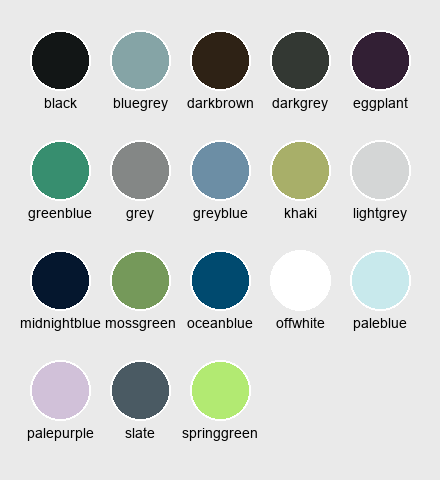 black bluegrey darkbrown darkgrey eggplant
greenblue grey greyblue khaki lightgrey
midnightblue mossgreen oceanblue offwhite paleblue
palepurple slate springgreen